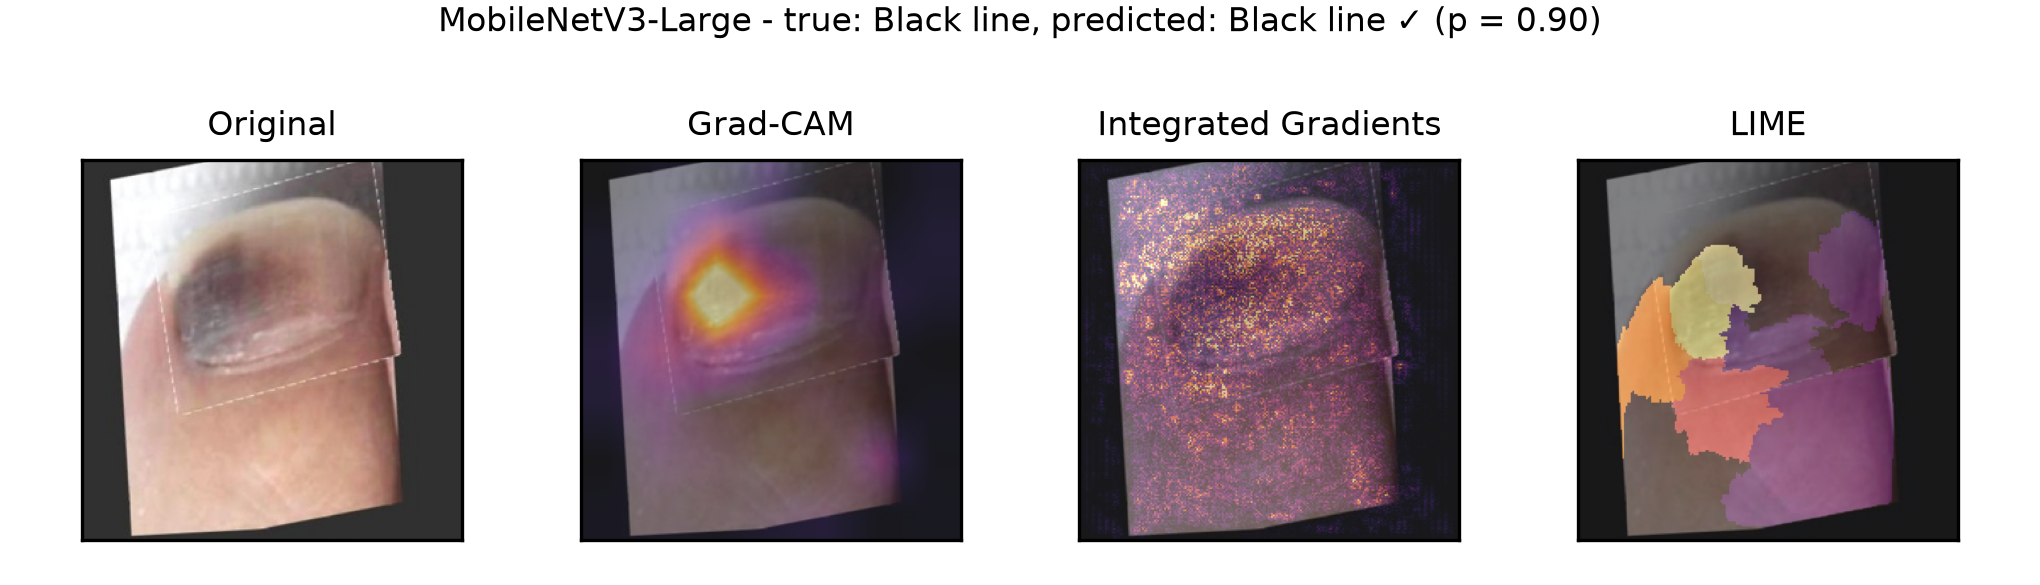 MobileNetV3-Large - true: Black line, predicted: Black line ✓ (p = 0.90)
Original
Grad-CAM
Integrated Gradients
LIME